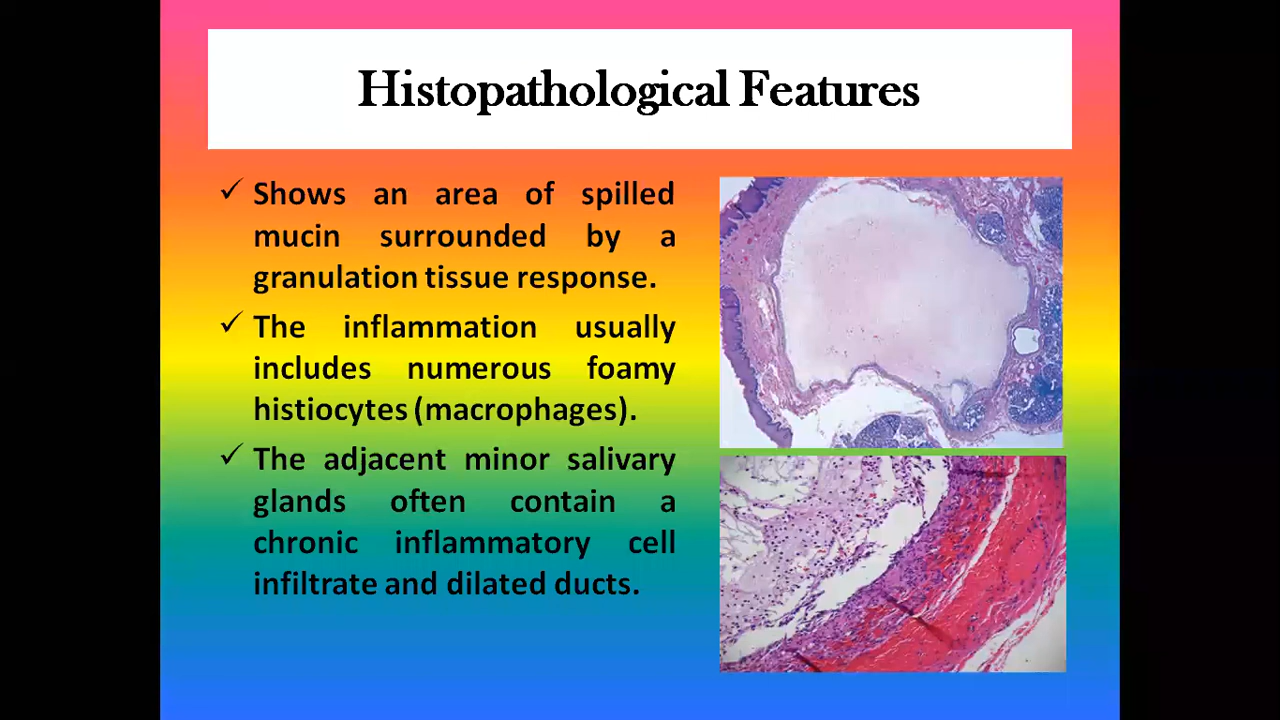 Histopathological Features
✓ Shows an area of spilled
mucin surrounded by a
granulation tissue response.
✓ The inflammation usually
includes numerous foamy
histiocytes (macrophages).
✓ The adjacent minor salivary
glands often contain a
chronic inflammatory cell
infiltrate and dilated ducts.